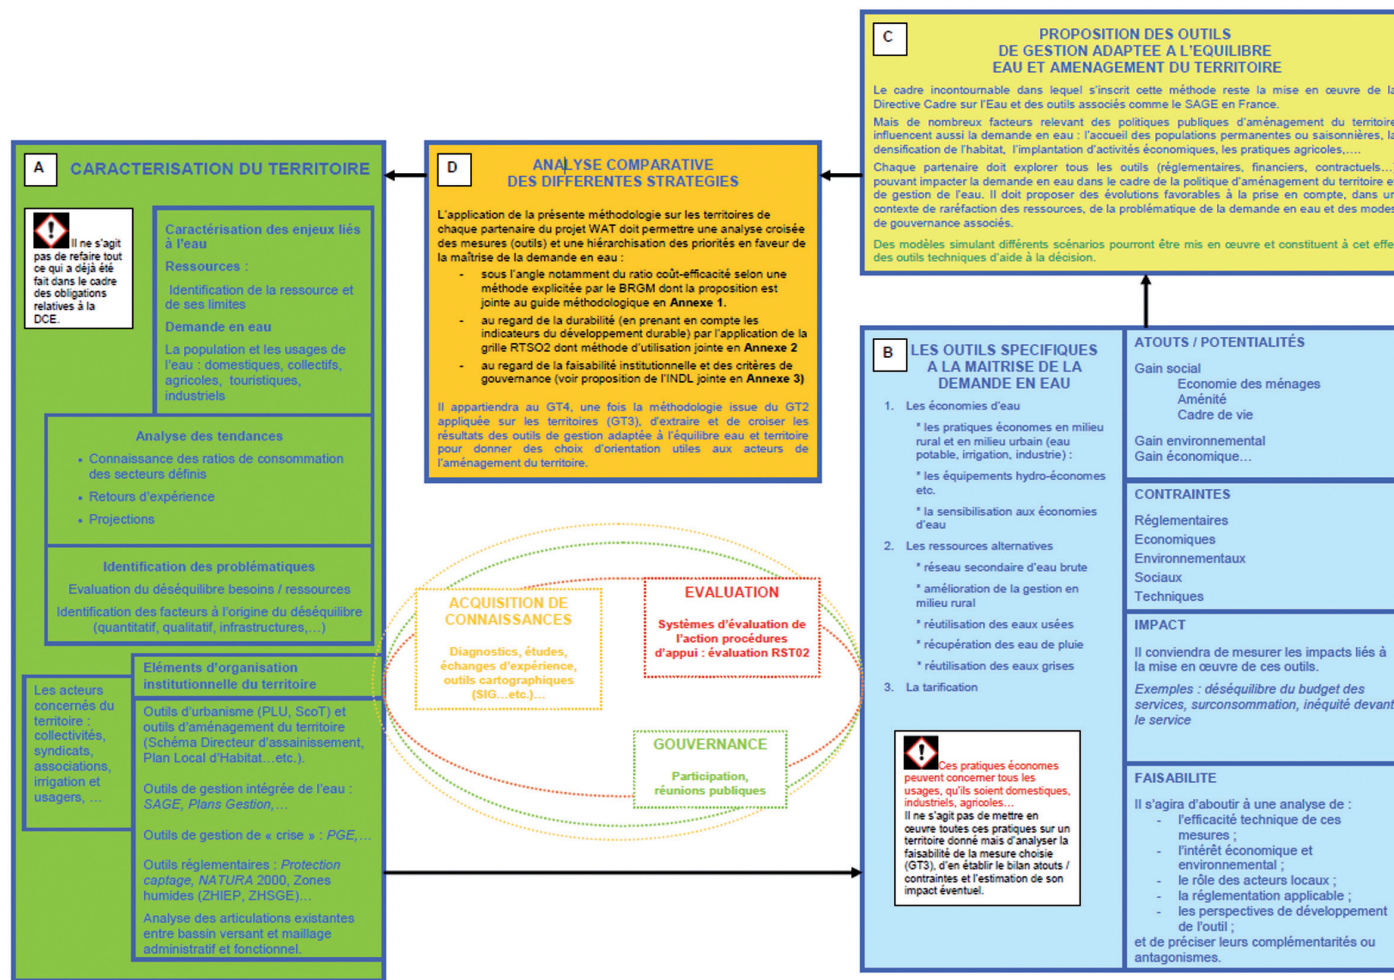 A
CARACTERISATION DU TERRITOIRE
Il ne s'agit
pas de refaire tout
ce qui a déjà été
fait dans le cadre
des obligations
relatives à la
DCE.
Caractérisation des enjeux liés
à l'eau
Ressources :
Identification de la ressource et
de ses limites
Demande en eau
La population et les usages de
l'eau : domestiques, collectifs,
agricoles, touristiques,
industriels
Analyse des tendances
• Connaissance des ratios de consommation
des secteurs définis
• Retours d'expérience
• Projections
Identification des problématiques
Evaluation du déséquilibre besoins / ressources
Identification des facteurs à l'origine du déséquilibre
(quantitatif, qualitatif, infrastructures,…)
Les acteurs
concernés du
territoire :
collectivités,
syndicats,
associations,
irrigation et
usagers, …
Eléments d'organisation
institutionnelle du territoire
Outils d'urbanisme (PLU, ScoT) et
outils d'aménagement du territoire
(Schéma Directeur d'assainissement,
Plan Local d'Habitat…etc.).
Outils de gestion intégrée de l'eau :
SAGE, Plans Gestion,…
Outils de gestion de « crise » : PGE,…
Outils réglementaires : Protection
captage, NATURA 2000, Zones
humides (ZHIEP, ZHSGE)…
Analyse des articulations existantes
entre bassin versant et maillage
administratif et fonctionnel.
D
ANALYSE COMPARATIVE
DES DIFFERENTES STRATEGIES
L'application de la présente méthodologie sur les territoires de
chaque partenaire du projet WAT doit permettre une analyse croisée
des mesures (outils) et une hiérarchisation des priorités en faveur de
la maîtrise de la demande en eau :
- sous l'angle notamment du ratio coût-efficacité selon une
méthode explicitée par le BRGM dont la proposition est
jointe au guide méthodologique en Annexe 1.
- au regard de la durabilité (en prenant en compte les
indicateurs du développement durable) par l'application de la
grille RTSO2 dont méthode d'utilisation jointe en Annexe 2
- au regard de la faisabilité institutionnelle et des critères de
gouvernance (voir proposition de l'INDL jointe en Annexe 3)
Il appartiendra au GT4, une fois la méthodologie issue du GT2
appliquée sur les territoires (GT3), d'extraire et de croiser les
résultats des outils de gestion adaptée à l'équilibre eau et territoire
pour donner des choix d'orientation utiles aux acteurs de
l'aménagement du territoire.
ACQUISITION DE
CONNAISSANCES
Diagnostics, études,
échanges d'expérience,
outils cartographiques
(SIG…etc.)…
EVALUATION
Systèmes d'évaluation de
l'action procédures
d'appui : évaluation RST02
GOUVERNANCE
Participation,
réunions publiques
C
PROPOSITION DES OUTILS
DE GESTION ADAPTEE A L'EQUILIBRE
EAU ET AMENAGEMENT DU TERRITOIRE
Le cadre incontournable dans lequel s'inscrit cette méthode reste la mise en œuvre de la
Directive Cadre sur l'Eau et des outils associés comme le SAGE en France.
Mais de nombreux facteurs relevant des politiques publiques d'aménagement du territoire
influencent aussi la demande en eau : l'accueil des populations permanentes ou saisonnières, la
densification de l'habitat, l'implantation d'activités économiques, les pratiques agricoles,….
Chaque partenaire doit explorer tous les outils (réglementaires, financiers, contractuels…
pouvant impacter la demande en eau dans le cadre de la politique d'aménagement du territoire et
de gestion de l'eau. Il doit proposer des évolutions favorables à la prise en compte, dans un
contexte de raréfaction des ressources, de la problématique de la demande en eau et des modes
de gouvernance associés.
Des modèles simulant différents scénarios pourront être mis en œuvre et constituent à cet effe
des outils techniques d'aide à la décision.
B
LES OUTILS SPECIFIQUES
A LA MAITRISE DE LA
DEMANDE EN EAU
1. Les économies d'eau
* les pratiques économes en milieu
rural et en milieu urbain (eau
potable, irrigation, industrie) :
* les équipements hydro-économes
etc.
* la sensibilisation aux économies
d'eau
2. Les ressources alternatives
* réseau secondaire d'eau brute
* amélioration de la gestion en
milieu rural
* réutilisation des eaux usées
* récupération des eau de pluie
* réutilisation des eaux grises
3. La tarification
Ces pratiques économes
peuvent concerner tous les
usages, qu'ils soient domestiques,
industriels, agricoles…
Il ne s'agit pas de mettre en
œuvre toutes ces pratiques sur un
territoire donné mais d'analyser la
faisabilité de la mesure choisie
(GT3), d'en établir le bilan atouts /
contraintes et l'estimation de son
impact éventuel.
ATOUTS / POTENTIALITÉS
Gain social
Economie des ménages
Aménité
Cadre de vie
Gain environnemental
Gain économique…
CONTRAINTES
Réglementaires
Economiques
Environnementaux
Sociaux
Techniques
IMPACT
Il conviendra de mesurer les impacts liés à
la mise en œuvre de ces outils.
Exemples : déséquilibre du budget des
services, surconsommation, inéquité devant
le service
FAISABILITE
Il s'agira d'aboutir à une analyse de :
- l'efficacité technique de ces
mesures ;
- l'intérêt économique et
environnemental ;
- le rôle des acteurs locaux ;
- la réglementation applicable ;
- les perspectives de développement
de l'outil ;
et de préciser leurs complémentarités ou
antagonismes.